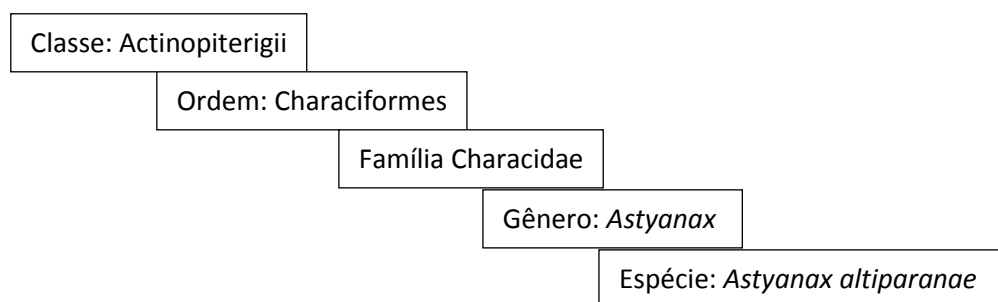 Classe: Actinopiterigii
Ordem: Characiformes
Família Characidae
Gênero: Astyanax
Espécie: Astyanax altiparanae